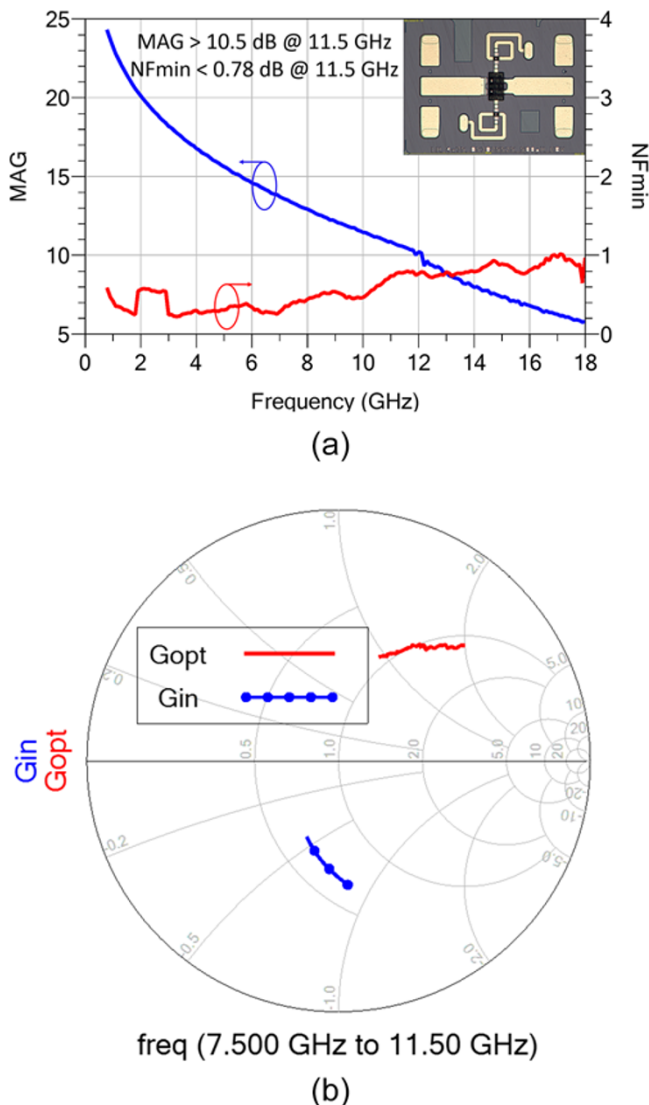 MAG > 10.5 dB @ 11.5 GHz
NFmin < 0.78 dB @ 11.5 GHz
25
20
15
10
5
MAG
4
3
2
1
0
NFmin
0 2 4 6 8 10 12 14 16 18
Frequency (GHz)
(a)
1.0
0.5
2.0
0.2
5.0
10
20
Gopt
Gin
0.5 1.0 2.0 5.0 10 20
Gin
Gopt
-20
-10
-0.2
-5.0
-0.5
-2.0
-1.0
freq (7.500 GHz to 11.50 GHz)
(b)